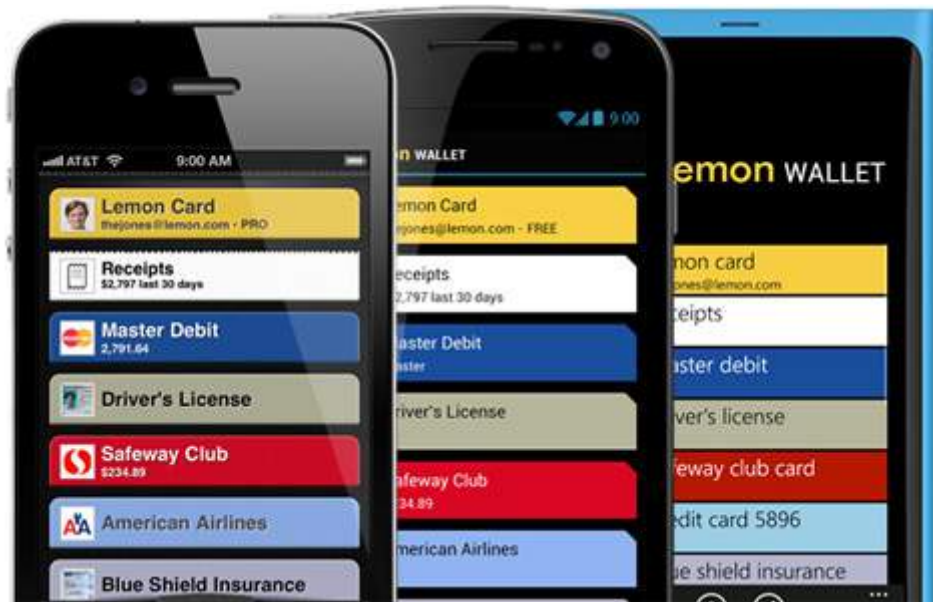 AT&T 9:00 AM
Lemon Card
thejones@lemon.com - PRO
Receipts
$2,797 last 30 days
Master Debit
2,791.64
Driver's License
Safeway Club
$234.89
American Airlines
Blue Shield Insurance
9:00
on WALLET
emon Card
ejones@lemon.com - FREE
eceipts
2,797 last 30 days
aster Debit
aster
river's License
afeway Club
34.89
merican Airlines
emon WALLET
mon card
ones@lemon.com
ceipts
aster debit
ver's license
feway club card
edit card 5896
ue shield insurance